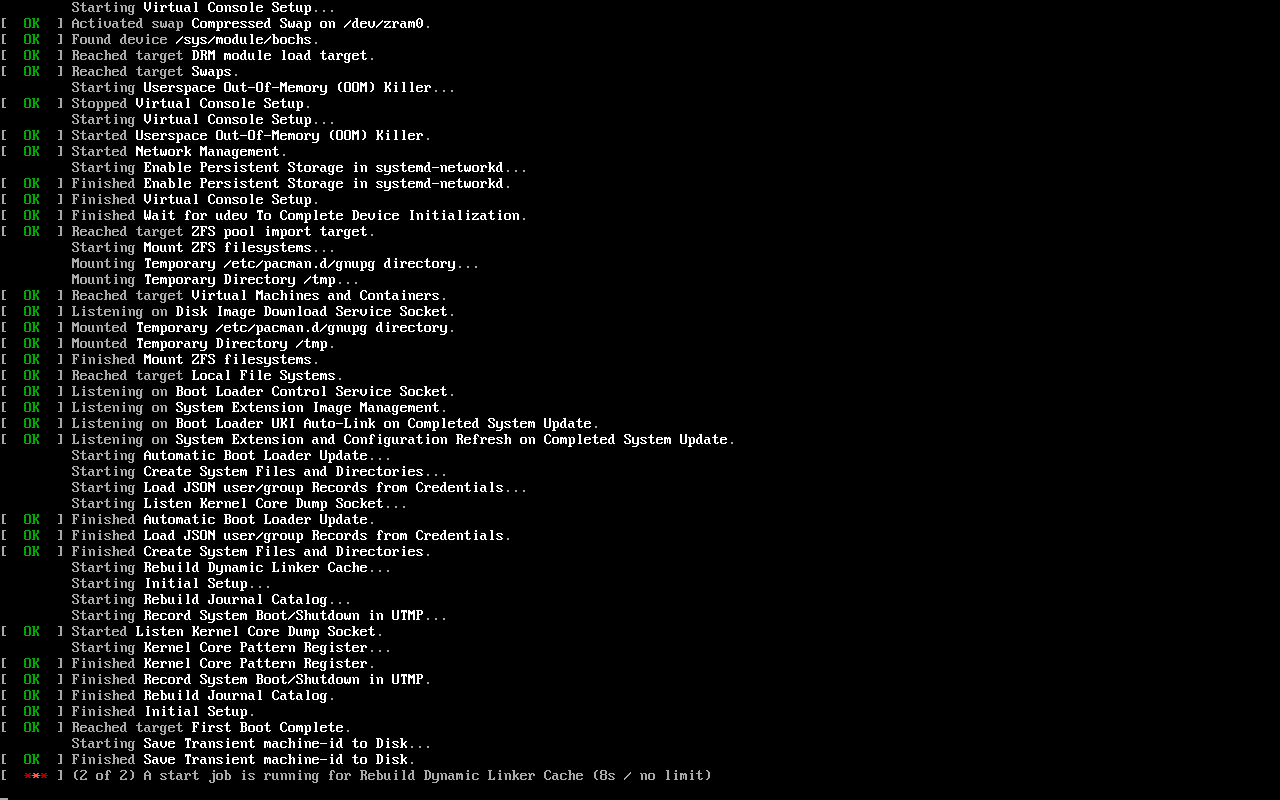 Starting Virtual Console Setup...
[  OK  ] Activated swap Compressed Swap on /dev/zram0.
[  OK  ] Found device /sys/module/bochs.
[  OK  ] Reached target DRM module load target.
[  OK  ] Reached target Swaps.
Starting Userspace Out-Of-Memory (OOM) Killer...
[  OK  ] Stopped Virtual Console Setup.
Starting Virtual Console Setup...
[  OK  ] Started Userspace Out-Of-Memory (OOM) Killer.
[  OK  ] Started Network Management.
Starting Enable Persistent Storage in systemd-networkd...
[  OK  ] Finished Enable Persistent Storage in systemd-networkd.
[  OK  ] Finished Virtual Console Setup.
[  OK  ] Finished Wait for udev To Complete Device Initialization.
[  OK  ] Reached target ZFS pool import target.
Starting Mount ZFS filesystems...
Mounting Temporary /etc/pacman.d/gnupg directory...
Mounting Temporary Directory /tmp...
[  OK  ] Reached target Virtual Machines and Containers.
[  OK  ] Listening on Disk Image Download Service Socket.
[  OK  ] Mounted Temporary /etc/pacman.d/gnupg directory.
[  OK  ] Mounted Temporary Directory /tmp.
[  OK  ] Finished Mount ZFS filesystems.
[  OK  ] Reached target Local File Systems.
[  OK  ] Listening on Boot Loader Control Service Socket.
[  OK  ] Listening on System Extension Image Management.
[  OK  ] Listening on Boot Loader UKI Auto-Link on Completed System Update.
[  OK  ] Listening on System Extension and Configuration Refresh on Completed System Update.
Starting Automatic Boot Loader Update...
Starting Create System Files and Directories...
Starting Load JSON user/group Records from Credentials...
Starting Listen Kernel Core Dump Socket...
[  OK  ] Finished Automatic Boot Loader Update.
[  OK  ] Finished Load JSON user/group Records from Credentials.
[  OK  ] Finished Create System Files and Directories.
Starting Rebuild Dynamic Linker Cache...
Starting Initial Setup...
Starting Rebuild Journal Catalog...
Starting Record System Boot/Shutdown in UTMP...
[  OK  ] Started Listen Kernel Core Dump Socket.
Starting Kernel Core Pattern Register...
[  OK  ] Finished Kernel Core Pattern Register.
[  OK  ] Finished Record System Boot/Shutdown in UTMP.
[  OK  ] Finished Rebuild Journal Catalog.
[  OK  ] Finished Initial Setup.
[  OK  ] Reached target First Boot Complete.
Starting Save Transient machine-id to Disk...
[  OK  ] Finished Save Transient machine-id to Disk.
[  *** ] (2 of 2) A start job is running for Rebuild Dynamic Linker Cache (8s / no limit)